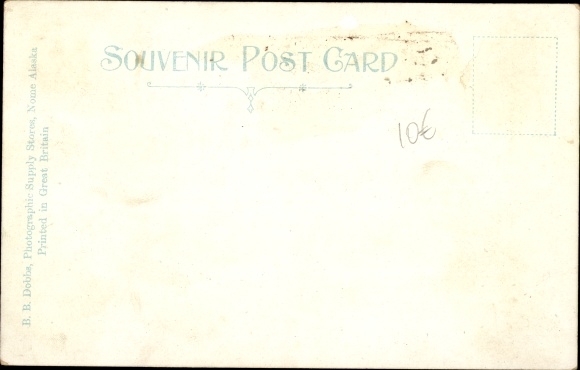 SOUVENIR POST CARD
10€
B. B. Dobbs, Photographic Supply Stores, Nome Alaska
Printed in Great Britain